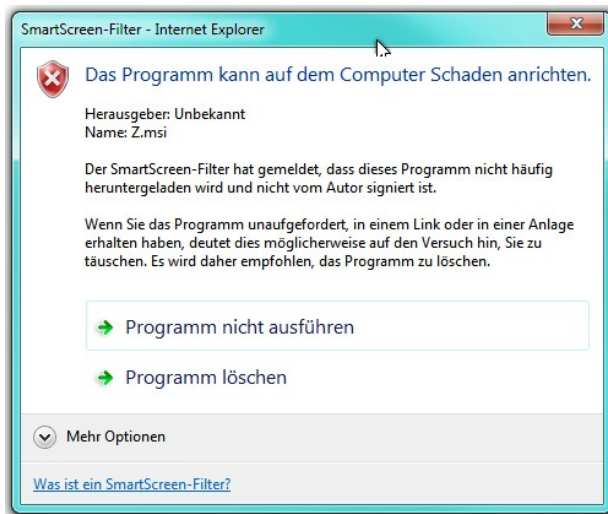 SmartScreen-Filter - Internet Explorer
Das Programm kann auf dem Computer Schaden anrichten.
Herausgeber: Unbekannt
Name: Z.msi
Der SmartScreen-Filter hat gemeldet, dass dieses Programm nicht häufig
heruntergeladen wird und nicht vom Autor signiert ist.
Wenn Sie das Programm unaufgefordert, in einem Link oder in einer Anlage
erhalten haben, deutet dies möglicherweise auf den Versuch hin, Sie zu
täuschen. Es wird daher empfohlen, das Programm zu löschen.
Programm nicht ausführen
Programm löschen
Mehr Optionen
Was ist ein SmartScreen-Filter?